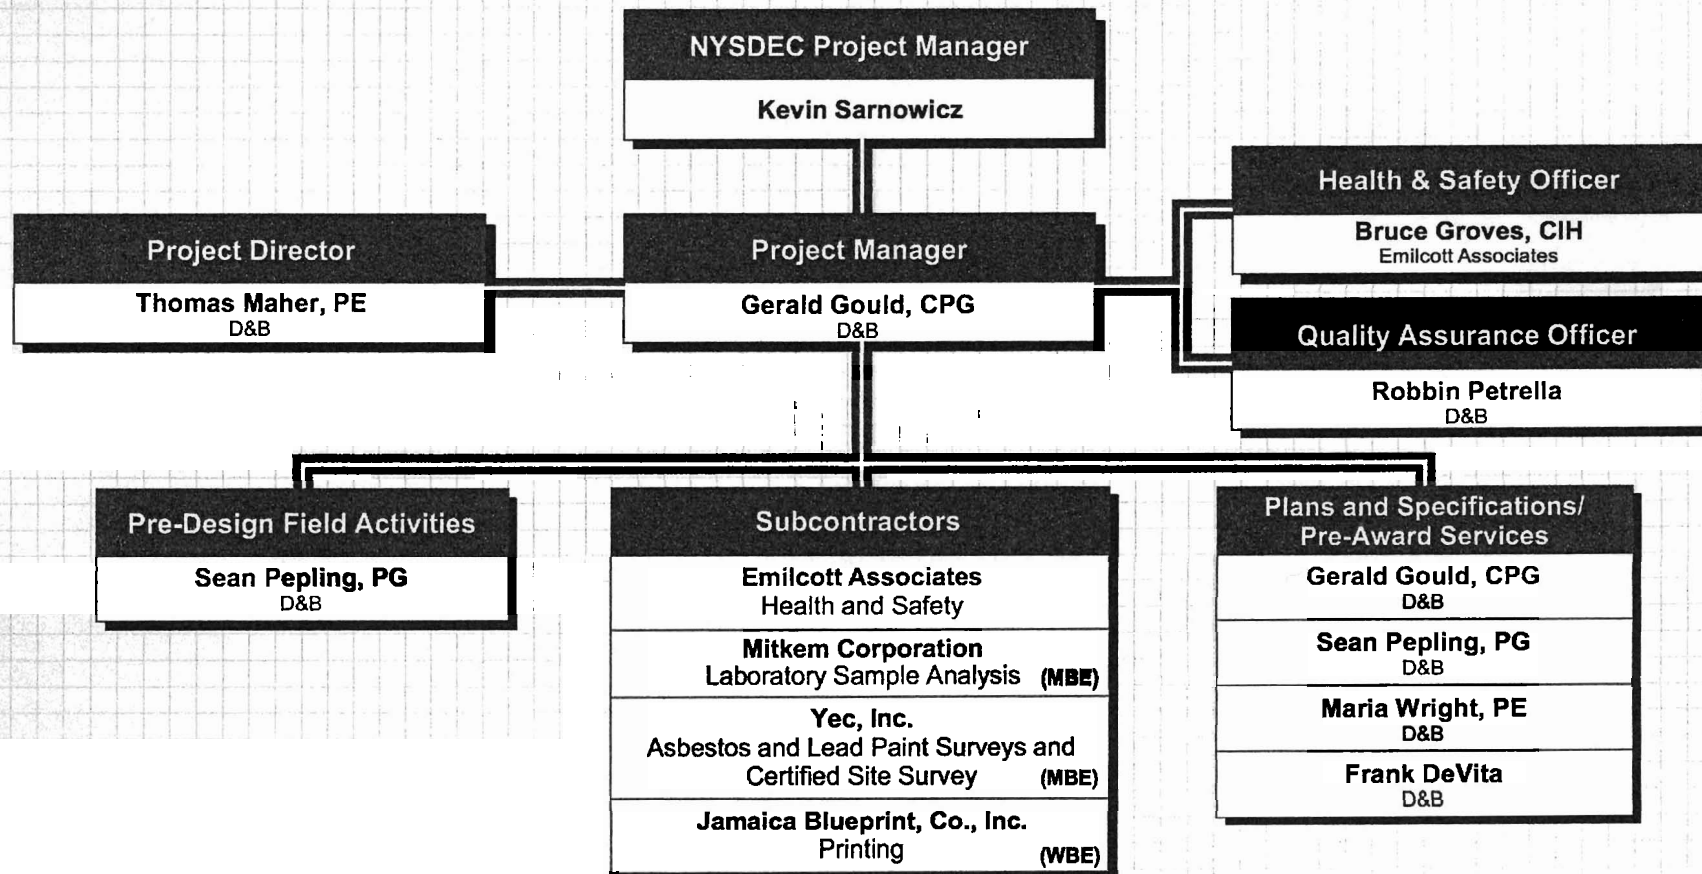 NYSDEC Project Manager
Kevin Sarnowicz
Health & Safety Officer
Bruce Groves, CIH
Emilcott Associates
Project Director
Thomas Maher, PE
D&B
Project Manager
Gerald Gould, CPG
D&B
Quality Assurance Officer
Robbin Petrella
D&B
Pre-Design Field Activities
Sean Pepling, PG
D&B
Subcontractors
Emilcott Associates
Health and Safety
Mitkem Corporation
Laboratory Sample Analysis (MBE)
Yec, Inc.
Asbestos and Lead Paint Surveys and
Certified Site Survey (MBE)
Jamaica Blueprint, Co., Inc.
Printing (WBE)
Plans and Specifications/
Pre-Award Services
Gerald Gould, CPG
D&B
Sean Pepling, PG
D&B
Maria Wright, PE
D&B
Frank DeVita
D&B